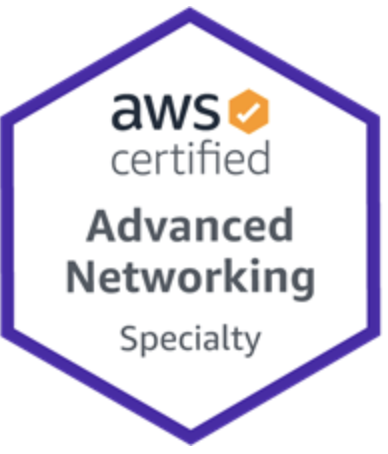 aws
certified
Advanced
Networking
Specialty